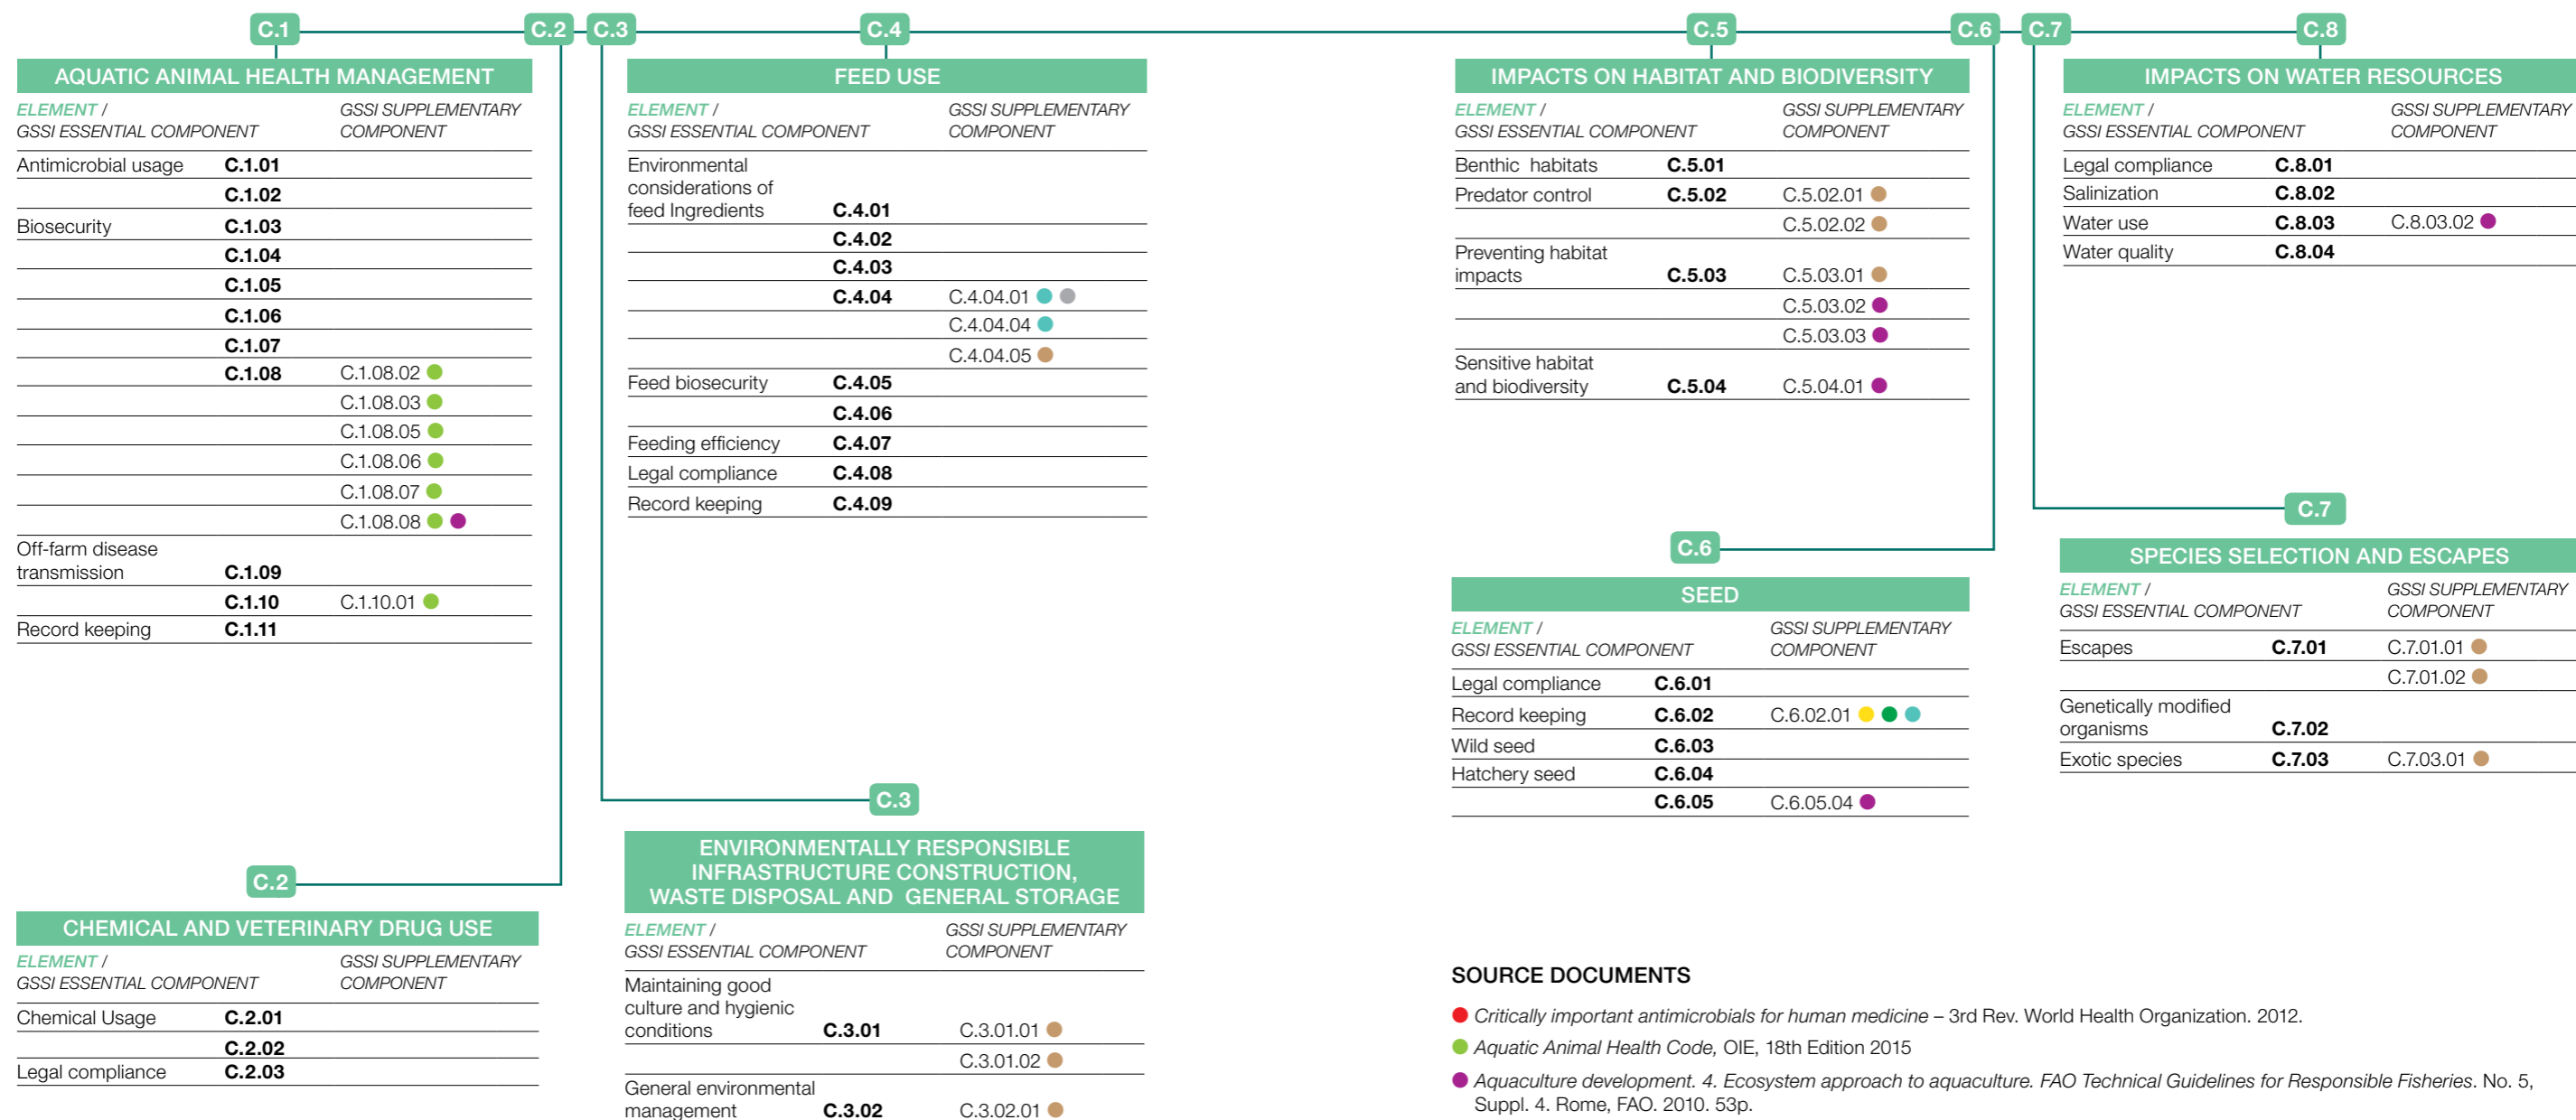 C.1 C.2 C.3 C.4 C.5 C.6 C.7 C.8
AQUATIC ANIMAL HEALTH MANAGEMENT
ELEMENT / GSSI SUPPLEMENTARY
GSSI ESSENTIAL COMPONENT COMPONENT
Antimicrobial usage C.1.01
C.1.02
Biosecurity C.1.03
C.1.04
C.1.05
C.1.06
C.1.07
C.1.08 C.1.08.02
C.1.08.03
C.1.08.05
C.1.08.06
C.1.08.07
C.1.08.08
Off-farm disease
transmission C.1.09
C.1.10 C.1.10.01
Record keeping C.1.11
C.2
CHEMICAL AND VETERINARY DRUG USE
ELEMENT / GSSI SUPPLEMENTARY
GSSI ESSENTIAL COMPONENT COMPONENT
Chemical Usage C.2.01
C.2.02
Legal compliance C.2.03
FEED USE
ELEMENT / GSSI SUPPLEMENTARY
GSSI ESSENTIAL COMPONENT COMPONENT
Environmental
considerations of
feed Ingredients C.4.01
C.4.02
C.4.03
C.4.04 C.4.04.01
C.4.04.04
C.4.04.05
Feed biosecurity C.4.05
C.4.06
Feeding efficiency C.4.07
Legal compliance C.4.08
Record keeping C.4.09
C.3
ENVIRONMENTALLY RESPONSIBLE
INFRASTRUCTURE CONSTRUCTION,
WASTE DISPOSAL AND GENERAL STORAGE
ELEMENT / GSSI SUPPLEMENTARY
GSSI ESSENTIAL COMPONENT COMPONENT
Maintaining good
culture and hygienic
conditions C.3.01 C.3.01.01
C.3.01.02
General environmental
management C.3.02 C.3.02.01
IMPACTS ON HABITAT AND BIODIVERSITY
ELEMENT / GSSI SUPPLEMENTARY
GSSI ESSENTIAL COMPONENT COMPONENT
Benthic habitats C.5.01
Predator control C.5.02 C.5.02.01
C.5.02.02
Preventing habitat
impacts C.5.03 C.5.03.01
C.5.03.02
C.5.03.03
Sensitive habitat
and biodiversity C.5.04 C.5.04.01
C.6
SEED
ELEMENT / GSSI SUPPLEMENTARY
GSSI ESSENTIAL COMPONENT COMPONENT
Legal compliance C.6.01
Record keeping C.6.02 C.6.02.01
Wild seed C.6.03
Hatchery seed C.6.04
C.6.05 C.6.05.04
IMPACTS ON WATER RESOURCES
ELEMENT / GSSI SUPPLEMENTARY
GSSI ESSENTIAL COMPONENT COMPONENT
Legal compliance C.8.01
Salinization C.8.02
Water use C.8.03 C.8.03.02
Water quality C.8.04
C.7
SPECIES SELECTION AND ESCAPES
ELEMENT / GSSI SUPPLEMENTARY
GSSI ESSENTIAL COMPONENT COMPONENT
Escapes C.7.01 C.7.01.01
C.7.01.02
Genetically modified
organisms C.7.02
Exotic species C.7.03 C.7.03.01
SOURCE DOCUMENTS
Critically important antimicrobials for human medicine – 3rd Rev. World Health Organization. 2012.
Aquatic Animal Health Code, OIE, 18th Edition 2015
Aquaculture development. 4. Ecosystem approach to aquaculture. FAO Technical Guidelines for Responsible Fisheries. No. 5,
Suppl. 4. Rome, FAO. 2010. 53p.